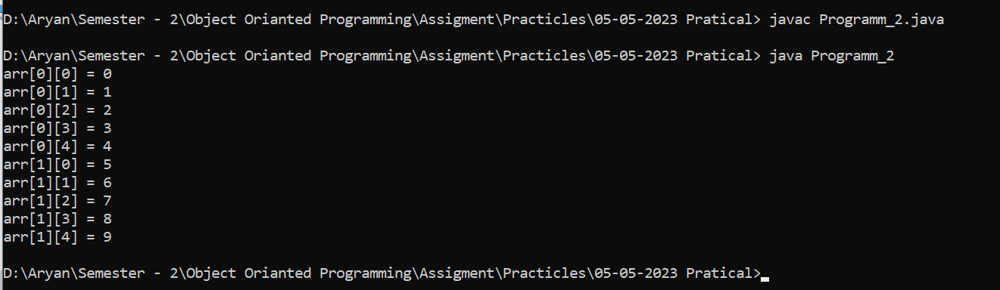 D:\Aryan\Semester - 2\Object Orianted Programming\Assigment\Practicles\05-05-2023 Pratical> javac Programm_2.java
D:\Aryan\Semester - 2\Object Orianted Programming\Assigment\Practicles\05-05-2023 Pratical> java Programm_2
arr[0][0] = 0
arr[0][1] = 1
arr[0][2] = 2
arr[0][3] = 3
arr[0][4] = 4
arr[1][0] = 5
arr[1][1] = 6
arr[1][2] = 7
arr[1][3] = 8
arr[1][4] = 9
D:\Aryan\Semester - 2\Object Orianted Programming\Assigment\Practicles\05-05-2023 Pratical>